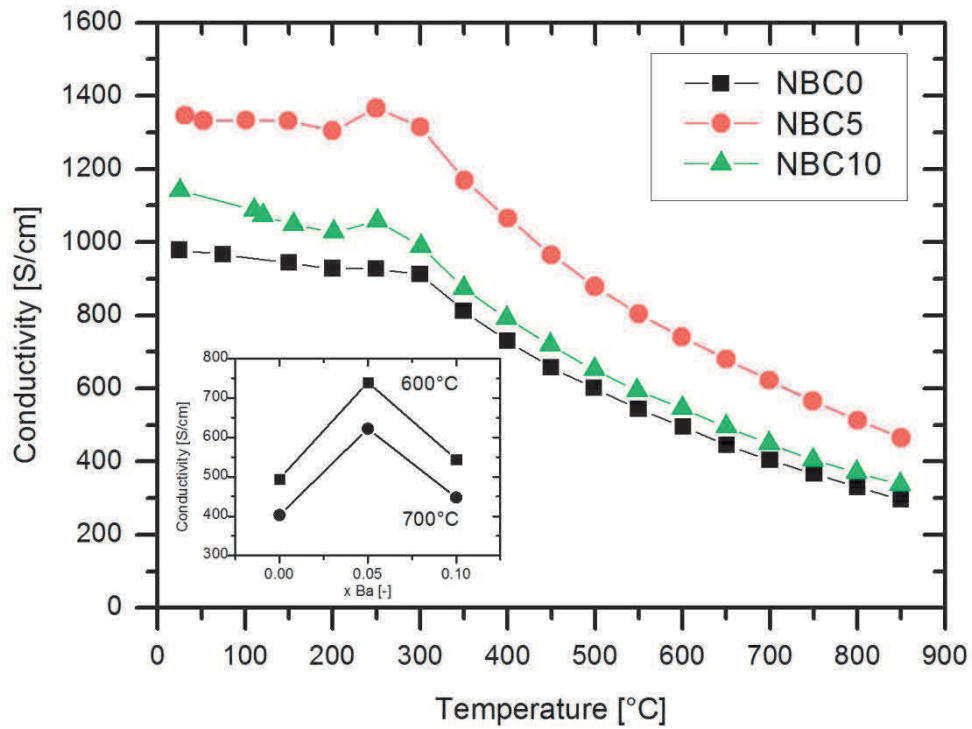 1600
1400
1200
1000
800
600
400
200
0
Conductivity [S/cm]
NBC0
NBC5
NBC10
800
700
600
500
400
300
Conductivity [S/cm]
600°C
700°C
0.00 0.05 0.10
x Ba [-]
0 100 200 300 400 500 600 700 800 900
Temperature [°C]